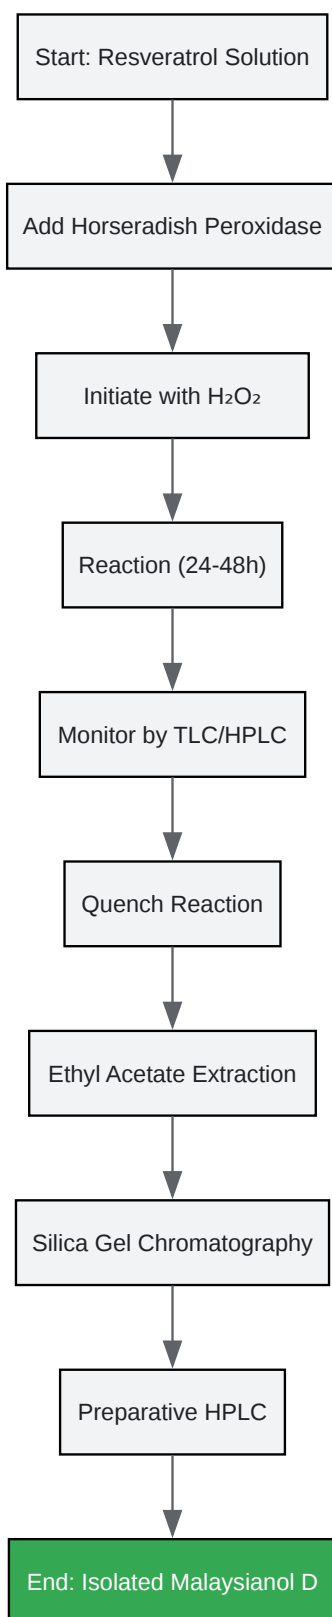 Start: Resveratrol Solution
Add Horseradish Peroxidase
Initiate with H₂O₂
Reaction (24-48h)
Monitor by TLC/HPLC
Quench Reaction
Ethyl Acetate Extraction
Silica Gel Chromatography
Preparative HPLC
End: Isolated Malaysianol D